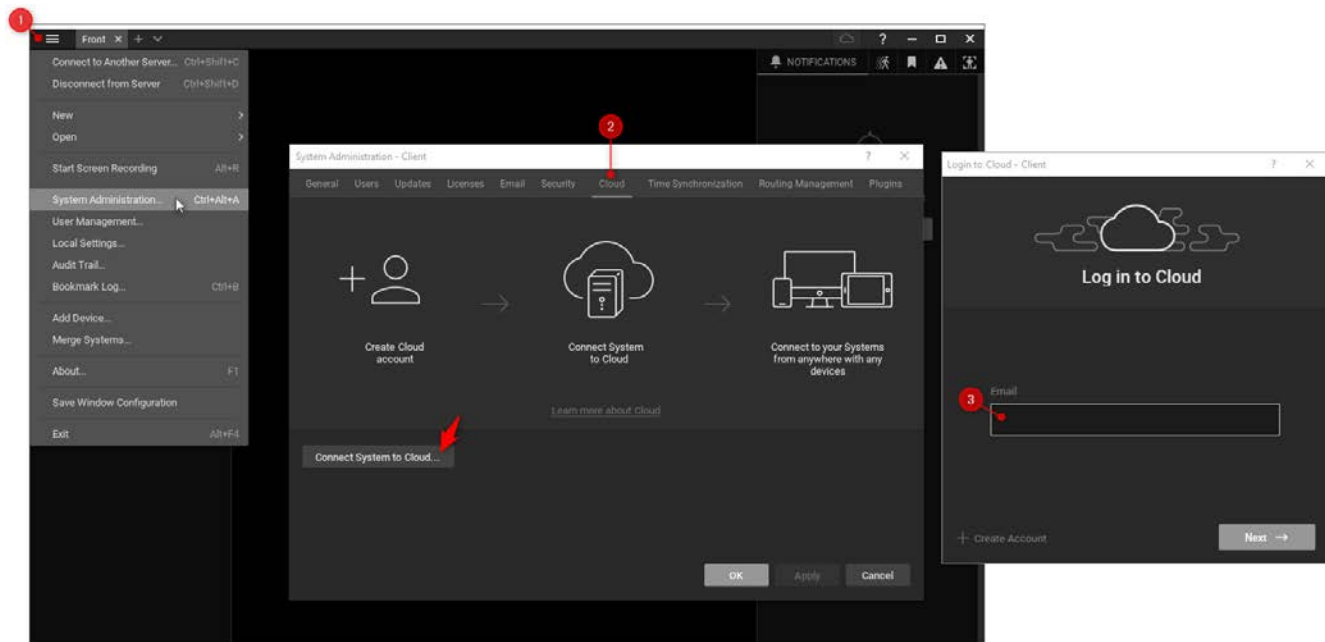 1
Front
?
Connect to Another Server... Ctrl+Shift+C
Disconnect from Server Ctrl+Shift+D
New
Open
Start Screen Recording Alt+R
System Administration... Ctrl+Alt+A
User Management...
Local Settings...
Audit Trail...
Bookmark Log... Ctrl+B
Add Device...
Merge Systems...
About... F1
Save Window Configuration
Exit Alt+F4
NOTIFICATIONS
2
System Administration - Client ?
General Users Updates Licenses Email Security Cloud Time Synchronization Routing Management Plugins
Create Cloud
account
Connect System
to Cloud
Connect to your Systems
from anywhere with any
devices
Learn more about Cloud
Connect System to Cloud...
OK Apply Cancel
Login to Cloud - Client ?
Log in to Cloud
Email
3
+ Create Account
Next →